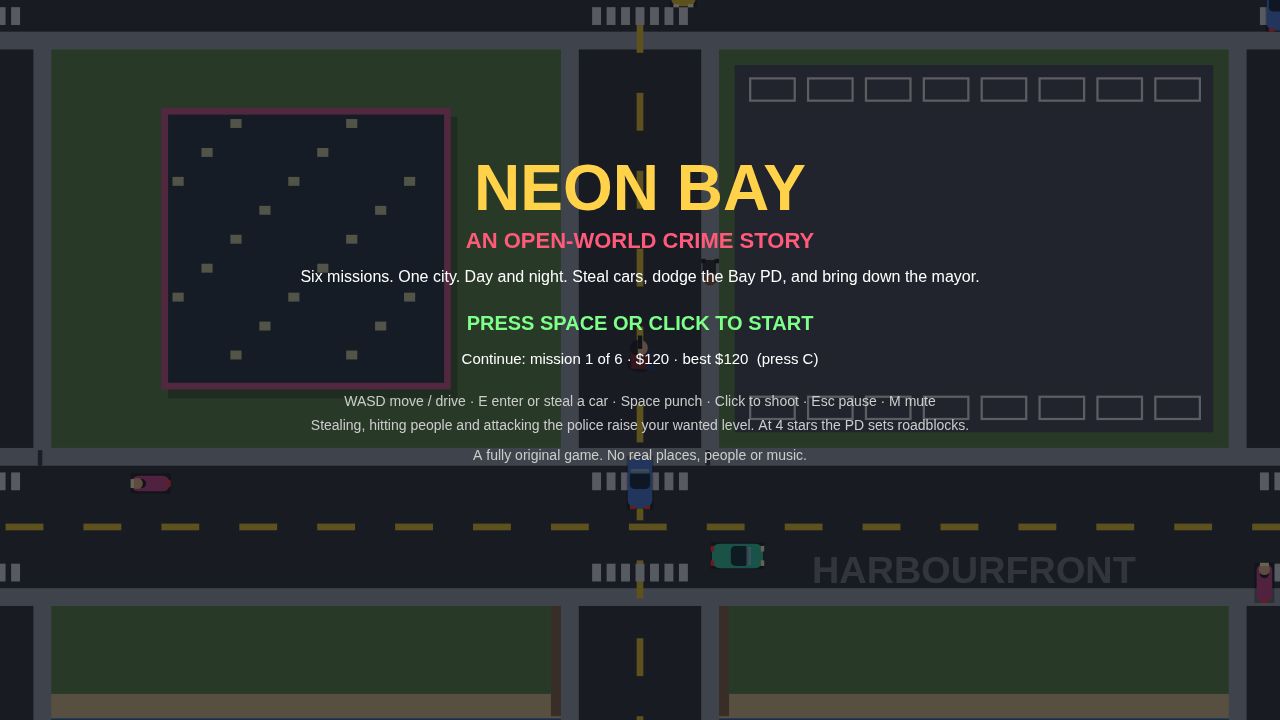 NEON BAY
AN OPEN-WORLD CRIME STORY
Six missions. One city. Day and night. Steal cars, dodge the Bay PD, and bring down the mayor.
PRESS SPACE OR CLICK TO START
Continue: mission 1 of 6 · $120 · best $120 (press C)
WASD move / drive · E enter or steal a car · Space punch · Click to shoot · Esc pause · M mute
Stealing, hitting people and attacking the police raise your wanted level. At 4 stars the PD sets roadblocks.
A fully original game. No real places, people or music.
HARBOURFRONT